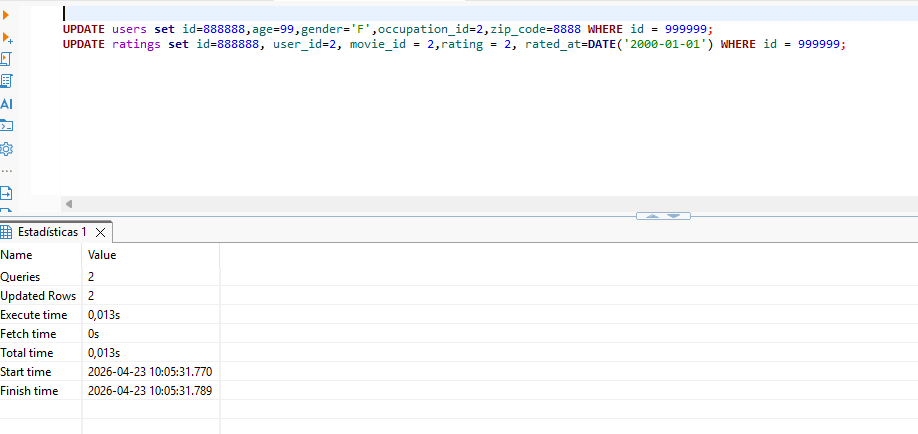 UPDATE users set id=888888,age=99,gender='F',occupation_id=2,zip_code=8888 WHERE id = 999999;
UPDATE ratings set id=888888, user_id=2, movie_id = 2,rating = 2, rated_at=DATE('2000-01-01') WHERE id = 999999;
AI
Estadísticas 1
Name Value
Queries 2
Updated Rows 2
Execute time 0,013s
Fetch time 0s
Total time 0,013s
Start time 2026-04-23 10:05:31.770
Finish time 2026-04-23 10:05:31.789